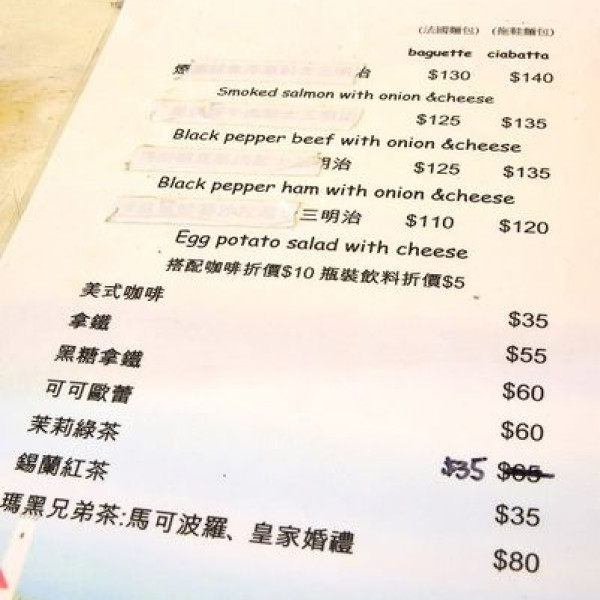 (法國麵包) (拖鞋麵包)
baguette ciabatta
煙 治 $130 $140
Smoked salmon with onion &cheese
$125 $135
Black pepper beef with onion &cheese
明治 $125 $135
Black pepper ham with onion &cheese
三明治 $110 $120
Egg potato salad with cheese
搭配咖啡折價$10 瓶裝飲料折價$5
美式咖啡 $35
拿鐵 $55
黑糖拿鐵 $60
可可歐蕾 $60
茉莉綠茶 $35
錫蘭紅茶 $35
瑪黑兄弟茶:馬可波羅、皇家婚禮 $80